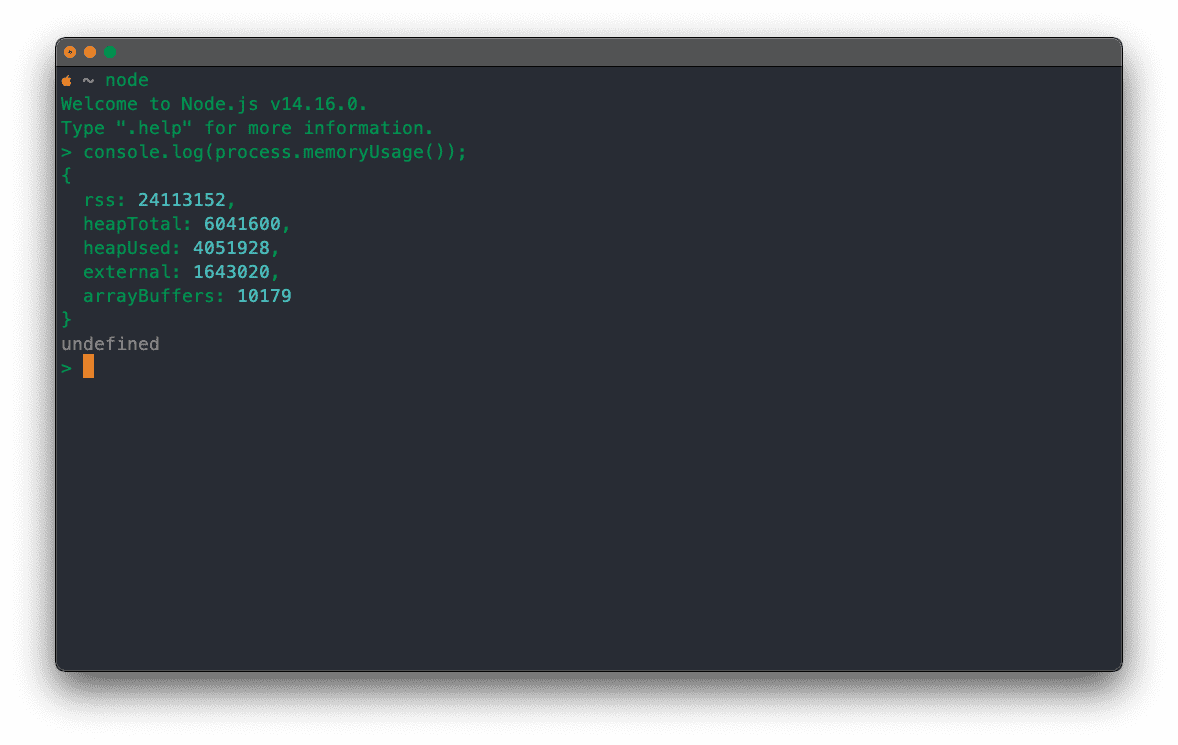 ~ node
Welcome to Node.js v14.16.0.
Type ".help" for more information.
> console.log(process.memoryUsage());
{
  rss: 24113152,
  heapTotal: 6041600,
  heapUsed: 4051928,
  external: 1643020,
  arrayBuffers: 10179
}
undefined
>